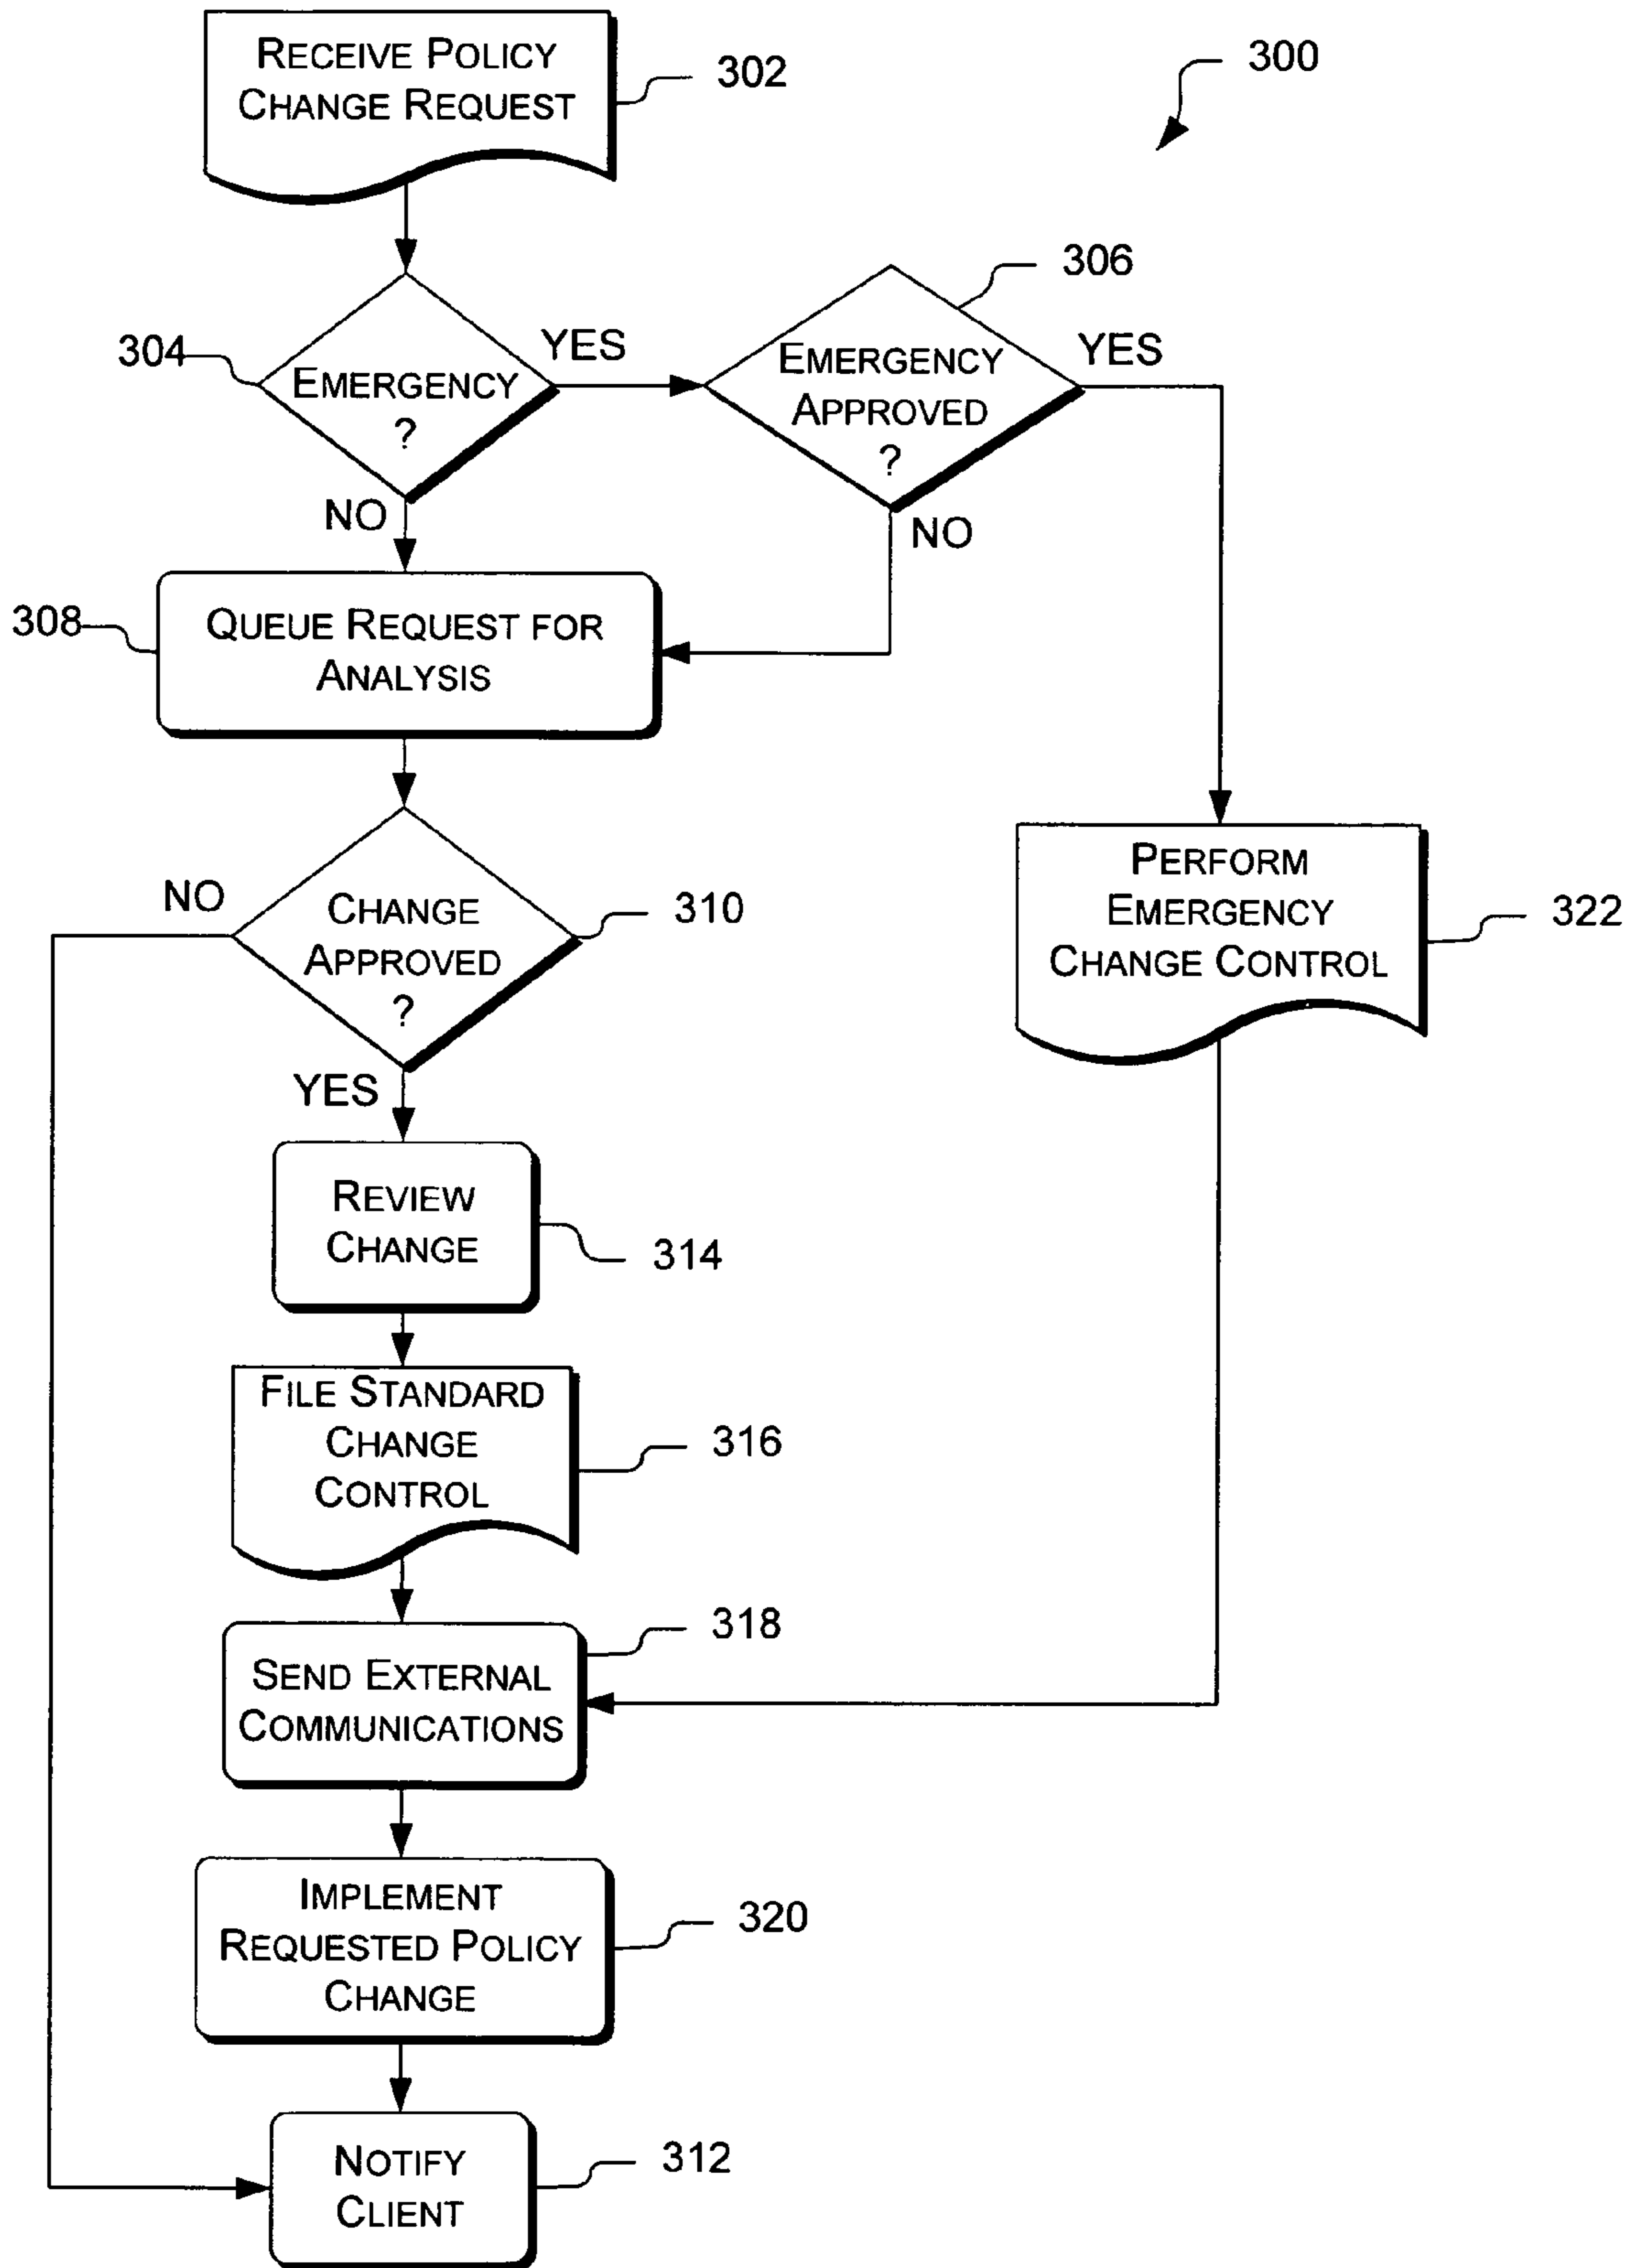 RECEIVE POLICY
CHANGE REQUEST
302
300
304
EMERGENCY
?
YES
NO
306
EMERGENCY
APPROVED
?
YES
NO
308
QUEUE REQUEST FOR
ANALYSIS
NO
CHANGE
APPROVED
?
310
YES
PERFORM
EMERGENCY
CHANGE CONTROL
322
REVIEW
CHANGE
314
FILE STANDARD
CHANGE
CONTROL
316
SEND EXTERNAL
COMMUNICATIONS
318
IMPLEMENT
REQUESTED POLICY
CHANGE
320
NOTIFY
CLIENT
312